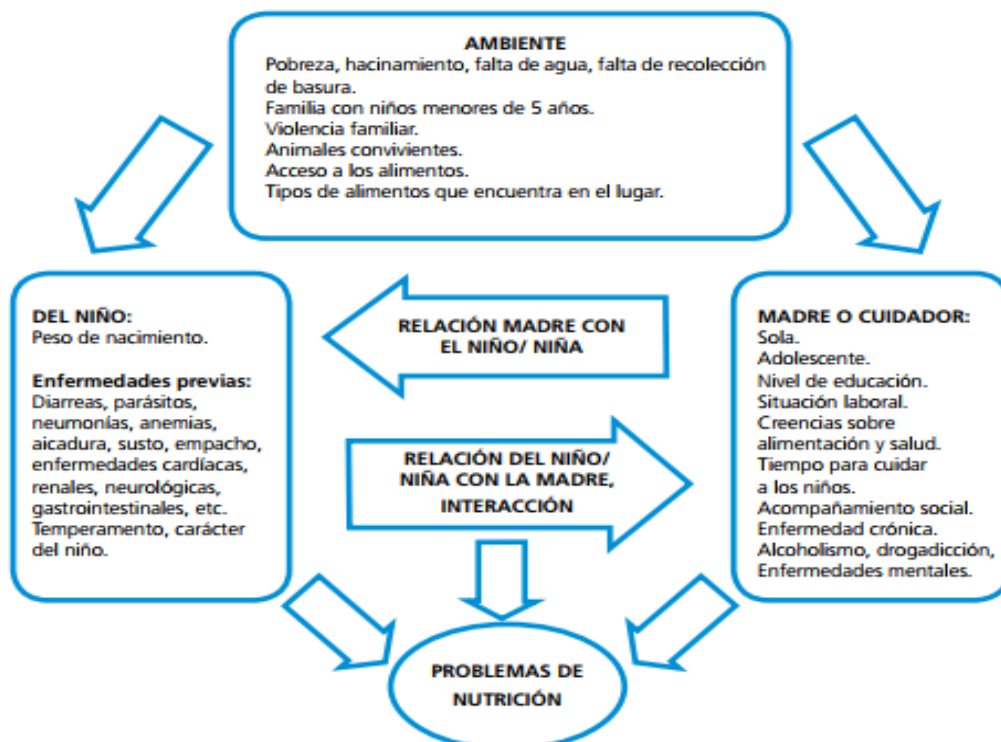 AMBIENTE
Pobreza, hacinamiento, falta de agua, falta de recolección
de basura.
Familia con niños menores de 5 años.
Violencia familiar.
Animales convivientes.
Acceso a los alimentos.
Tipos de alimentos que encuentra en el lugar.
DEL NIÑO:
Peso de nacimiento.
Enfermedades previas:
Diarreas, parásitos,
neumonías, anemias,
aicadura, susto, empacho,
enfermedades cardíacas,
renales, neurológicas,
gastrointestinales, etc.
Temperamento, carácter
del niño.
RELACIÓN MADRE CON
EL NIÑO/ NIÑA
RELACIÓN DEL NIÑO/
NIÑA CON LA MADRE,
INTERACCIÓN
MADRE O CUIDADOR:
Sola.
Adolescente.
Nivel de educación.
Situación laboral.
Creencias sobre
alimentación y salud.
Tiempo para cuidar
a los niños.
Acompañamiento social.
Enfermedad crónica.
Alcoholismo, drogadicción,
Enfermedades mentales.
PROBLEMAS DE
NUTRICIÓN